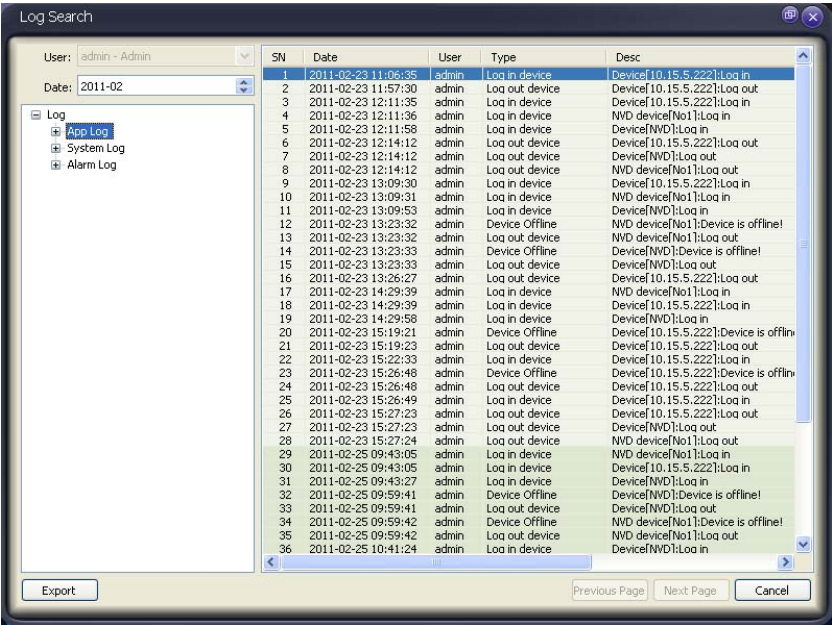 Log Search
User: admin - Admin
Date: 2011-02
Log
App Log
System Log
Alarm Log
SN Date User Type Desc
1 2011-02-23 11:06:35 admin Log in device Device[10.15.5.222]:Log in
2 2011-02-23 11:57:30 admin Log out device Device[10.15.5.222]:Log out
3 2011-02-23 12:11:35 admin Log in device Device[10.15.5.222]:Log in
4 2011-02-23 12:11:36 admin Log in device NVD device[No1]:Log in
5 2011-02-23 12:11:58 admin Log in device Device[NVD]:Log in
6 2011-02-23 12:14:12 admin Log out device Device[10.15.5.222]:Log out
7 2011-02-23 12:14:12 admin Log out device Device[NVD]:Log out
8 2011-02-23 12:14:12 admin Log out device NVD device[No1]:Log out
9 2011-02-23 13:09:30 admin Log in device Device[10.15.5.222]:Log in
10 2011-02-23 13:09:31 admin Log in device NVD device[No1]:Log in
11 2011-02-23 13:09:53 admin Log in device Device[NVD]:Log in
12 2011-02-23 13:23:32 admin Device Offline NVD device[No1]:Device is offline!
13 2011-02-23 13:23:32 admin Log out device NVD device[No1]:Log out
14 2011-02-23 13:23:33 admin Device Offline Device[NVD]:Device is offline!
15 2011-02-23 13:23:33 admin Log out device Device[NVD]:Log out
16 2011-02-23 13:26:27 admin Log out device Device[10.15.5.222]:Log out
17 2011-02-23 14:29:39 admin Log in device NVD device[No1]:Log in
18 2011-02-23 14:29:39 admin Log in device Device[10.15.5.222]:Log in
19 2011-02-23 14:29:58 admin Log in device Device[NVD]:Log in
20 2011-02-23 15:19:21 admin Device Offline Device[10.15.5.222]:Device is offlin
21 2011-02-23 15:19:23 admin Log out device Device[10.15.5.222]:Log out
22 2011-02-23 15:22:33 admin Log in device Device[10.15.5.222]:Log in
23 2011-02-23 15:26:48 admin Device Offline Device[10.15.5.222]:Device is offlin
24 2011-02-23 15:26:48 admin Log out device Device[10.15.5.222]:Log out
25 2011-02-23 15:26:49 admin Log in device Device[10.15.5.222]:Log in
26 2011-02-23 15:27:23 admin Log out device Device[10.15.5.222]:Log out
27 2011-02-23 15:27:23 admin Log out device Device[NVD]:Log out
28 2011-02-23 15:27:24 admin Log out device NVD device[No1]:Log out
29 2011-02-25 09:43:05 admin Log in device NVD device[No1]:Log in
30 2011-02-25 09:43:05 admin Log in device Device[10.15.5.222]:Log in
31 2011-02-25 09:43:27 admin Log in device Device[NVD]:Log in
32 2011-02-25 09:59:41 admin Device Offline Device[NVD]:Device is offline!
33 2011-02-25 09:59:41 admin Log out device Device[NVD]:Log out
34 2011-02-25 09:59:42 admin Device Offline NVD device[No1]:Device is offline!
35 2011-02-25 09:59:42 admin Log out device NVD device[No1]:Log out
36 2011-02-25 10:41:24 admin Log in device Device[NVD]:Log in
Export Previous Page Next Page Cancel